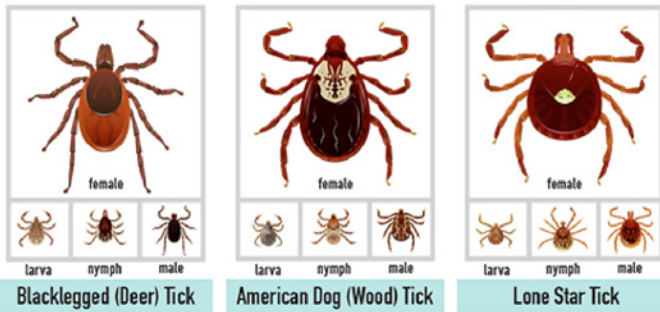 female
female
female
larva nymph male
larva nymph male
larva nymph male
Blacklegged (Deer) Tick
American Dog (Wood) Tick
Lone Star Tick